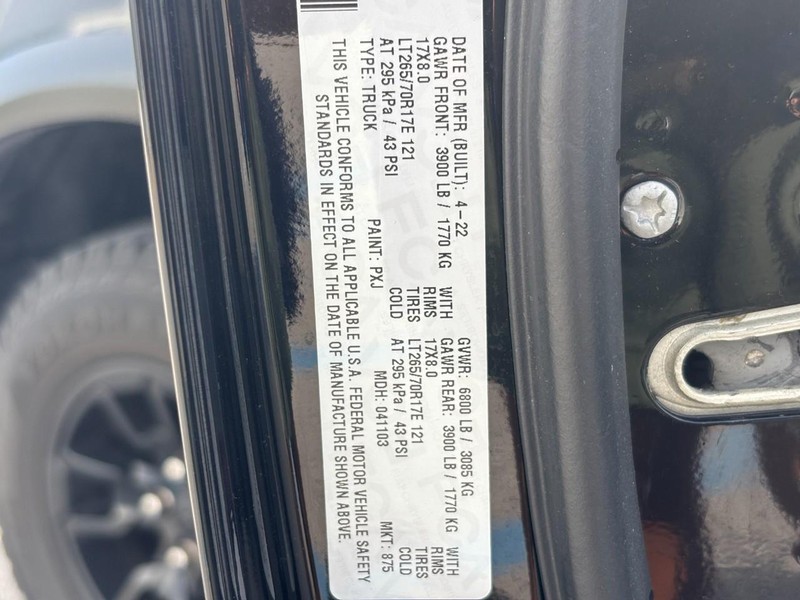 DATE OF MFR (BUILT): 4-22 GVWR: 6800 LB / 3085 KG
GAWR FRONT: 3900 LB / 1770 KG WITH GAWR REAR: 3900 LB / 1770 KG WITH
17X8.0 RIMS 17X8.0 RIMS
LT265/70R17E 121 TIRES LT265/70R17E 121 TIRES
AT 295 kPa / 43 PSI COLD AT 295 kPa / 43 PSI COLD
TYPE: TRUCK PAINT: PXJ MDH: 041103 MKT: 875
THIS VEHICLE CONFORMS TO ALL APPLICABLE U.S.A. FEDERAL MOTOR VEHICLE SAFETY
STANDARDS IN EFFECT ON THE DATE OF MANUFACTURE SHOWN ABOVE.